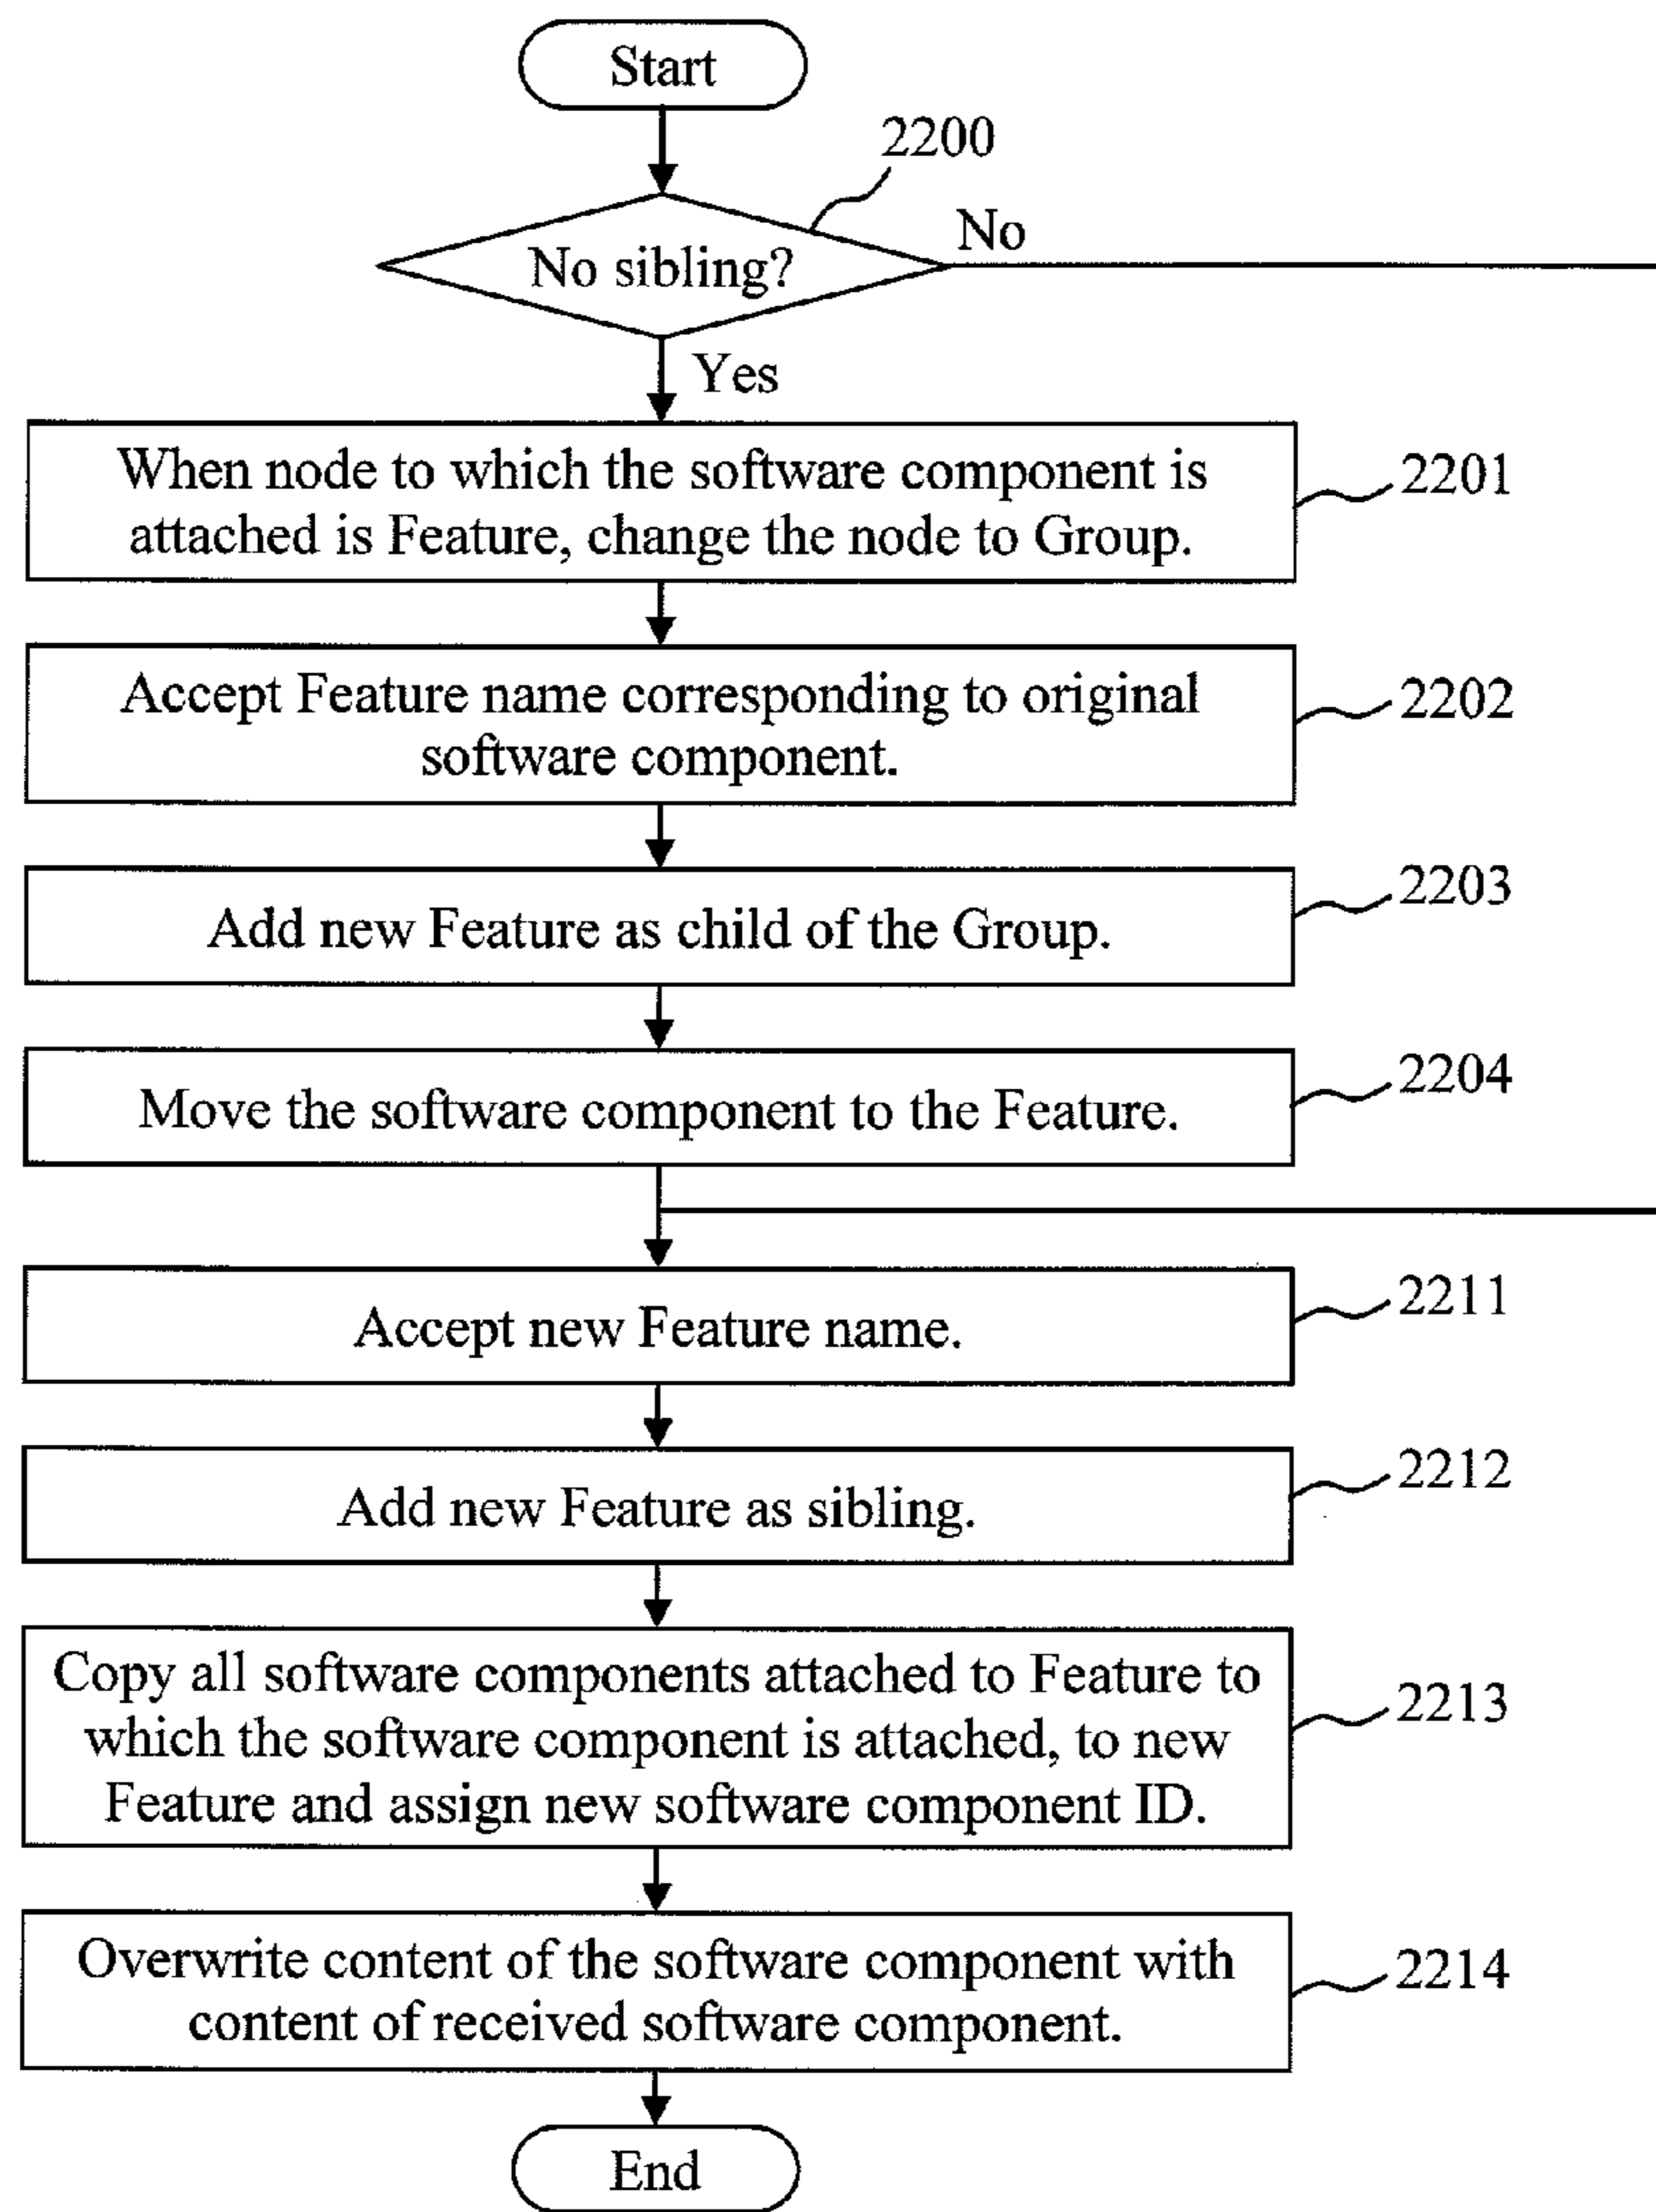 Start
2200
No sibling?
No
Yes
When node to which the software component is
attached is Feature, change the node to Group.
2201
Accept Feature name corresponding to original
software component.
2202
Add new Feature as child of the Group.
2203
Move the software component to the Feature.
2204
Accept new Feature name.
2211
Add new Feature as sibling.
2212
Copy all software components attached to Feature to
which the software component is attached, to new
Feature and assign new software component ID.
2213
Overwrite content of the software component with
content of received software component.
2214
End